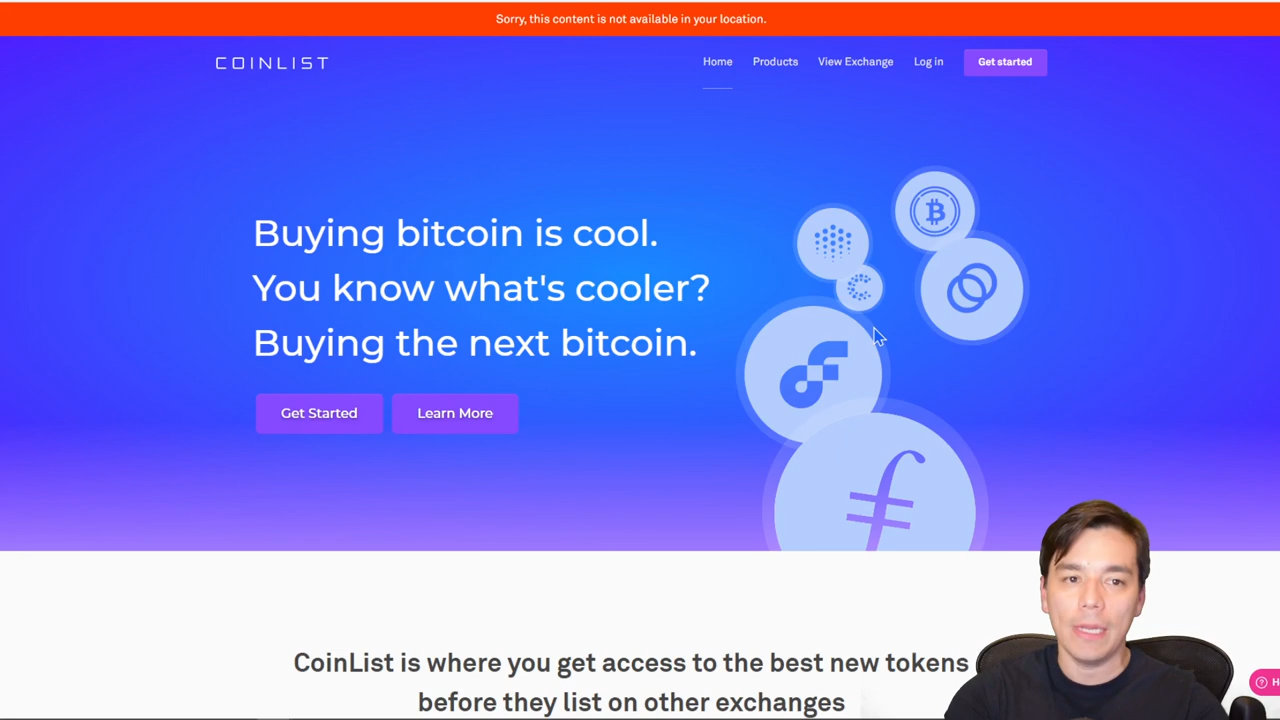 Sorry, this content is not available in your location.
COINLIST
Home
Products
View Exchange
Log in
Get started
Buying bitcoin is cool.
You know what's cooler?
Buying the next bitcoin.
Get Started
Learn More
CoinList is where you get access to the best new tokens
before they list on other exchanges